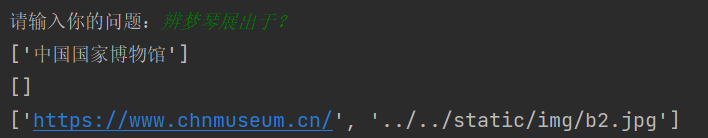 请输入你的问题：辨梦琴展出于？
['中国国家博物馆']
[]
['https://www.chnmuseum.cn/', '../../static/img/b2.jpg']